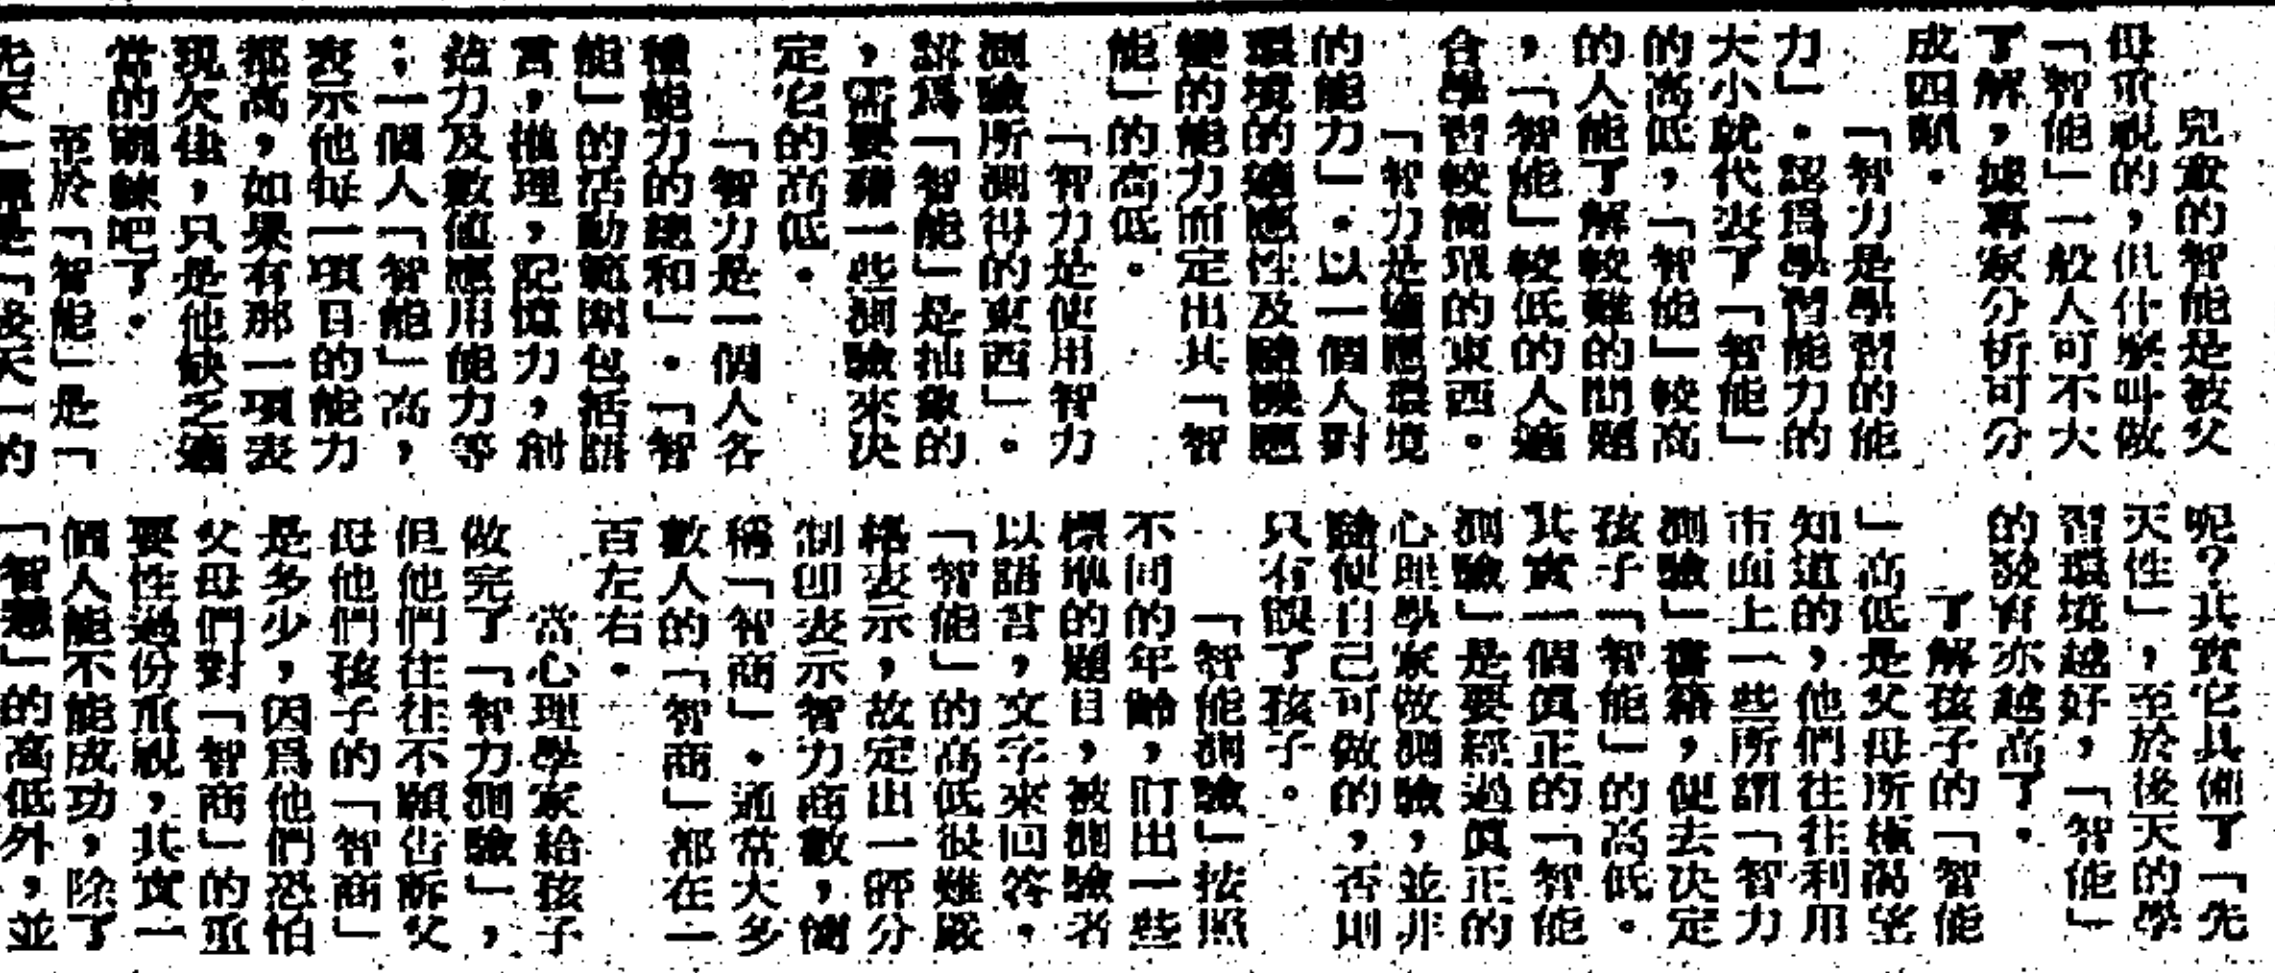 兒童的智能是被父
母重視的，但什麼叫做
「智能」一般人可不大
了解，據專家分析可分
成四類。
「智力是學習的能
力」。認爲學習能力的
大小就代表了「智能」
的高低，「智能」較高
的人能了解較難的問題
，「智能」較低的人適
合學習較簡單的東西。
「智力是適應環境
的能力」。以一個人對
環境的適應性及隨機應
變的能力而定出其「智
能」的高低。
「智力是使用智力
測驗所測得的東西」。
認爲「智能」是抽象的
，需要藉一些測驗來決
定它的高低。
「智力是一個人各
種能力的總和」。「智
能」的活動範圍包括語
言，推理，記憶力，創
造力及數值應用能力等
；一個人「智能」高，
表示他每一項目的能力
都高，如果有那一項表
現欠佳，只是他缺乏適
當的訓練吧了。
至於「智能」是「
先天」還是「後天」的
呢？其實它具備了「先
天性」，至於後天的學
習環境越好，「智能」
的發育亦越高了。
了解孩子的「智能
」高低是父母所極渴望
知道的，他們往往利用
市面上一些所謂「智力
測驗」書籍，便去決定
孩子「智能」的高低。
其實一個眞正的「智能
測驗」是要經過眞正的
心理學家做測驗，並非
隨便自己可做的，否則
只有誤了孩子。
「智能測驗」按照
不同的年齡，訂出一些
標準的題目，被測驗者
以語言，文字來回答。
「智能」的高低很難嚴
格表示，故定出一評分
制卽表示智力商數，簡
稱「智商」。通常大多
數人的「智商」都在一
百左右。
當心理學家給孩子
做完了「智力測驗」，
但他們往往不願告訴父
母他們孩子的「智商」
是多少，因爲他們恐怕
父母們對「智商」的重
要性過份重視，其實一
個人能不能成功，除了
「智慧」的高低外，並